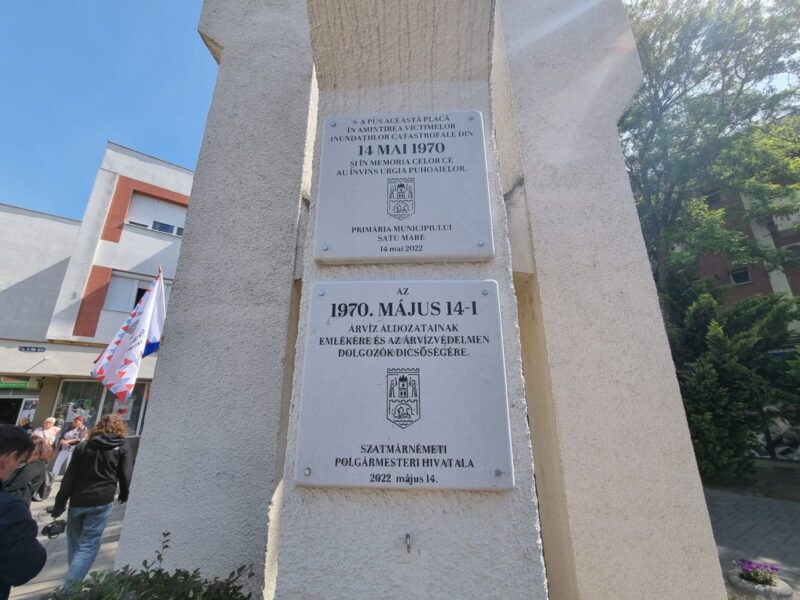 S-A PUS ACEASTĂ PLACĂ
ÎN AMINTIREA VICTIMELOR
INUNDAȚIILOR CATASTROFALE DIN
14 MAI 1970
ȘI ÎN MEMORIA CELOR CE
AU ÎNVINS URGIA PUHOAIELOR.
PRIMĂRIA MUNICIPIULUI
SATU MARE
14 mai 2022
AZ
1970. MÁJUS 14-I
ÁRVÍZ ÁLDOZATAINAK
EMLÉKÉRE ÉS AZ ÁRVÍZVÉDELMEN
DOLGOZÓK DICSŐSÉGÉRE.
SZATMÁRNÉMETI
POLGÁRMESTERI HIVATALA
2022 május 14.